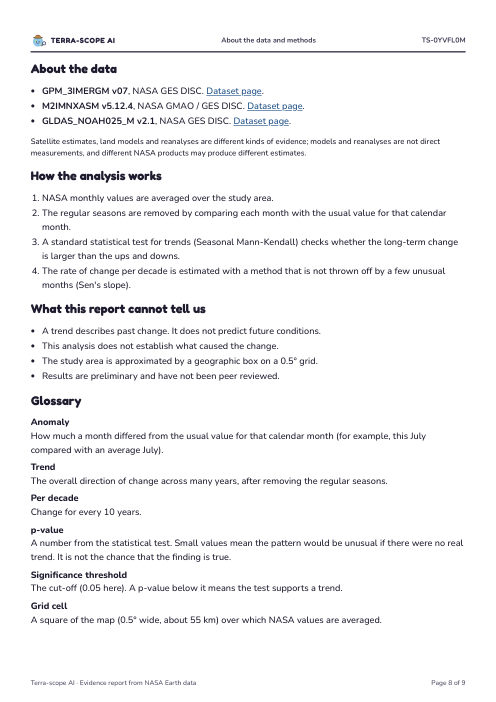 TERRA-SCOPE AI
About the data and methods
TS-0YVFL0M
About the data
• GPM_3IMERGM v07, NASA GES DISC. Dataset page.
• M2IMNXASM v5.12.4, NASA GMAO / GES DISC. Dataset page.
• GLDAS_NOAH025_M v2.1, NASA GES DISC. Dataset page.
Satellite estimates, land models and reanalyses are different kinds of evidence; models and reanalyses are not direct
measurements, and different NASA products may produce different estimates.
How the analysis works
1. NASA monthly values are averaged over the study area.
2. The regular seasons are removed by comparing each month with the usual value for that calendar
month.
3. A standard statistical test for trends (Seasonal Mann-Kendall) checks whether the long-term change
is larger than the ups and downs.
4. The rate of change per decade is estimated with a method that is not thrown off by a few unusual
months (Sen's slope).
What this report cannot tell us
• A trend describes past change. It does not predict future conditions.
• This analysis does not establish what caused the change.
• The study area is approximated by a geographic box on a 0.5° grid.
• Results are preliminary and have not been peer reviewed.
Glossary
Anomaly
How much a month differed from the usual value for that calendar month (for example, this July
compared with an average July).
Trend
The overall direction of change across many years, after removing the regular seasons.
Per decade
Change for every 10 years.
p-value
A number from the statistical test. Small values mean the pattern would be unusual if there were no real
trend. It is not the chance that the finding is true.
Significance threshold
The cut-off (0.05 here). A p-value below it means the test supports a trend.
Grid cell
A square of the map (0.5° wide, about 55 km) over which NASA values are averaged.
Terra-scope AI · Evidence report from NASA Earth data
Page 8 of 9